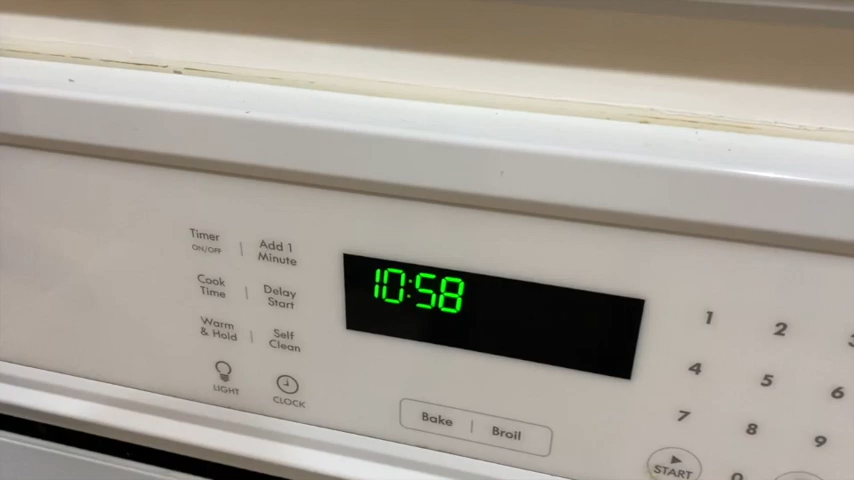 Timer
ON/OFF
Add 1
Minute
10:58
Cook
Time
Delay
Start
Warm
& Hold
Self
Clean
LIGHT
CLOCK
Bake
Broil
1
2
4
5
6
7
8
9
START